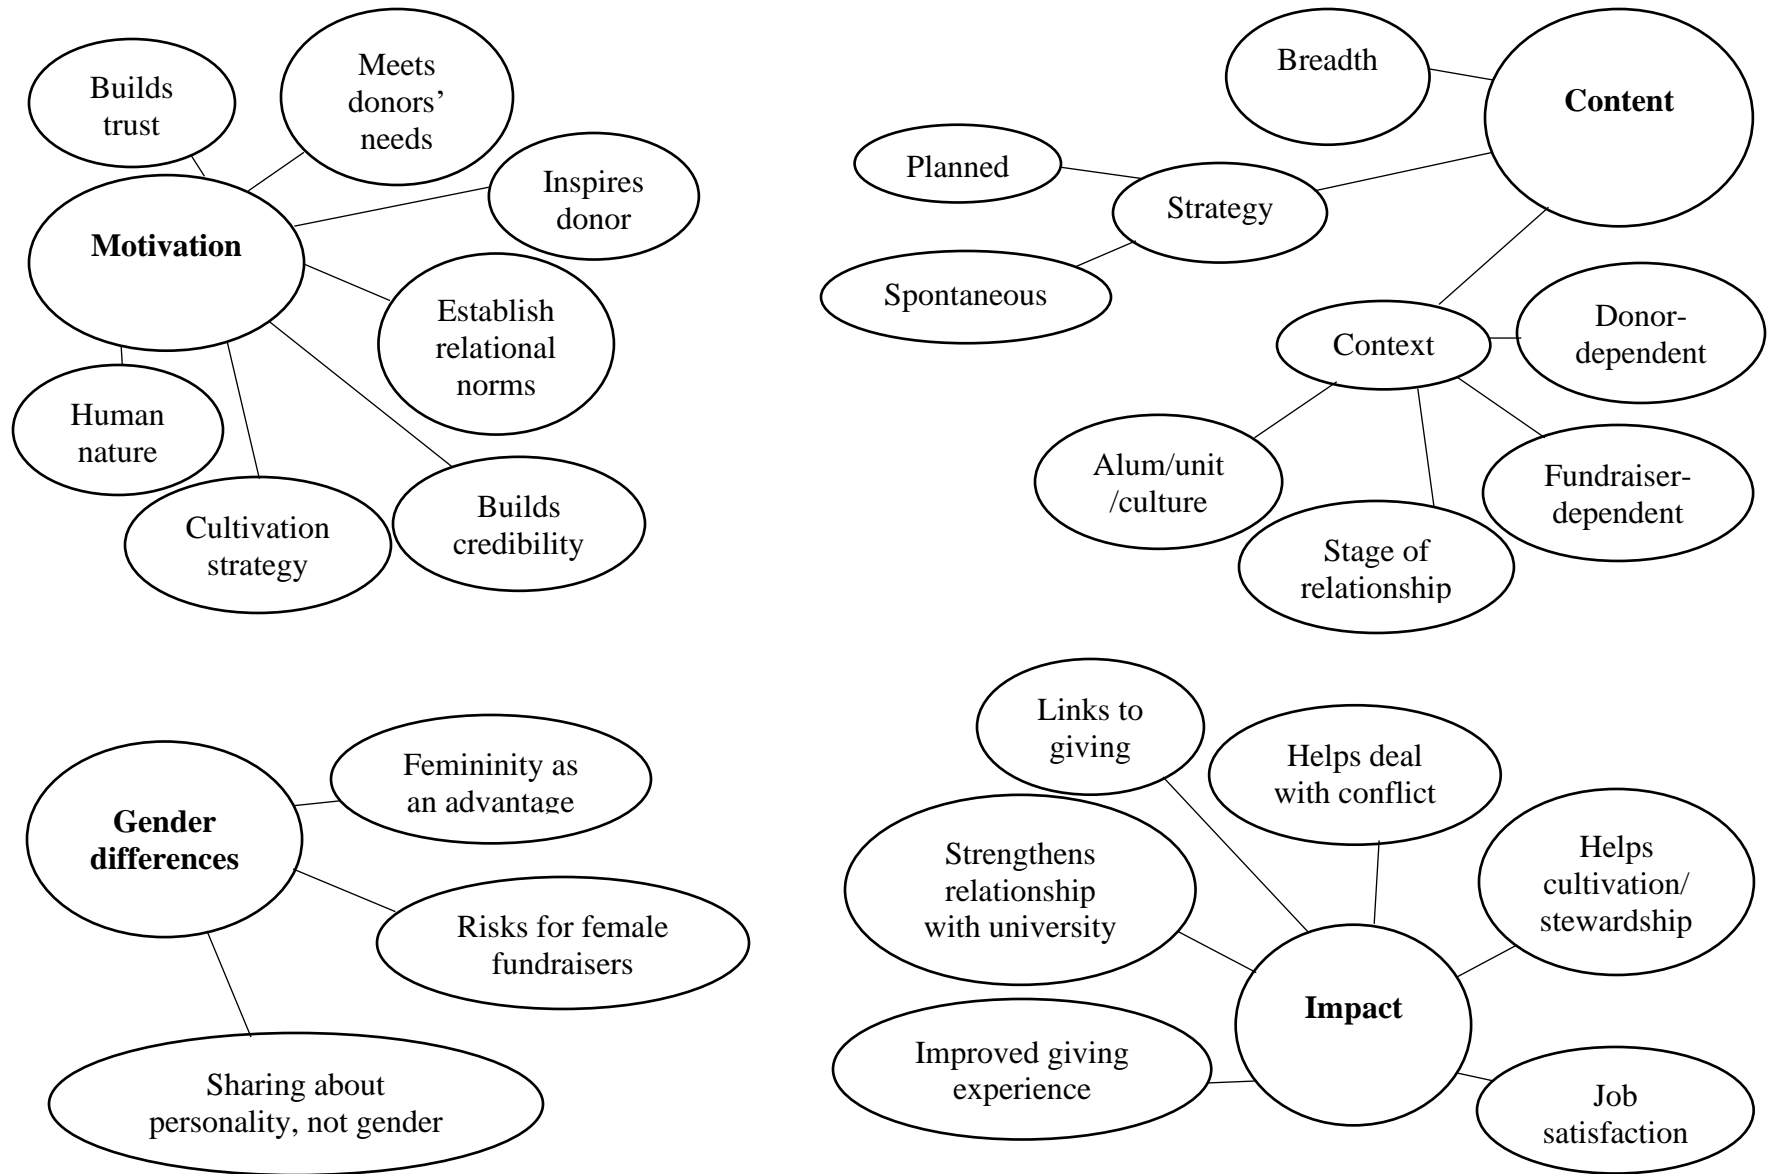 Builds
trust
Meets
donors’
needs
Inspires
donor
Motivation
Establish
relational
norms
Human
nature
Cultivation
strategy
Builds
credibility
Breadth
Content
Planned
Strategy
Spontaneous
Context
Donor-
dependent
Alum/unit
/culture
Fundraiser-
dependent
Stage of
relationship
Femininity as
an advantage
Gender
differences
Risks for female
fundraisers
Sharing about
personality, not gender
Links to
giving
Helps deal
with conflict
Strengthens
relationship
with university
Helps
cultivation/
stewardship
Impact
Improved giving
experience
Job
satisfaction